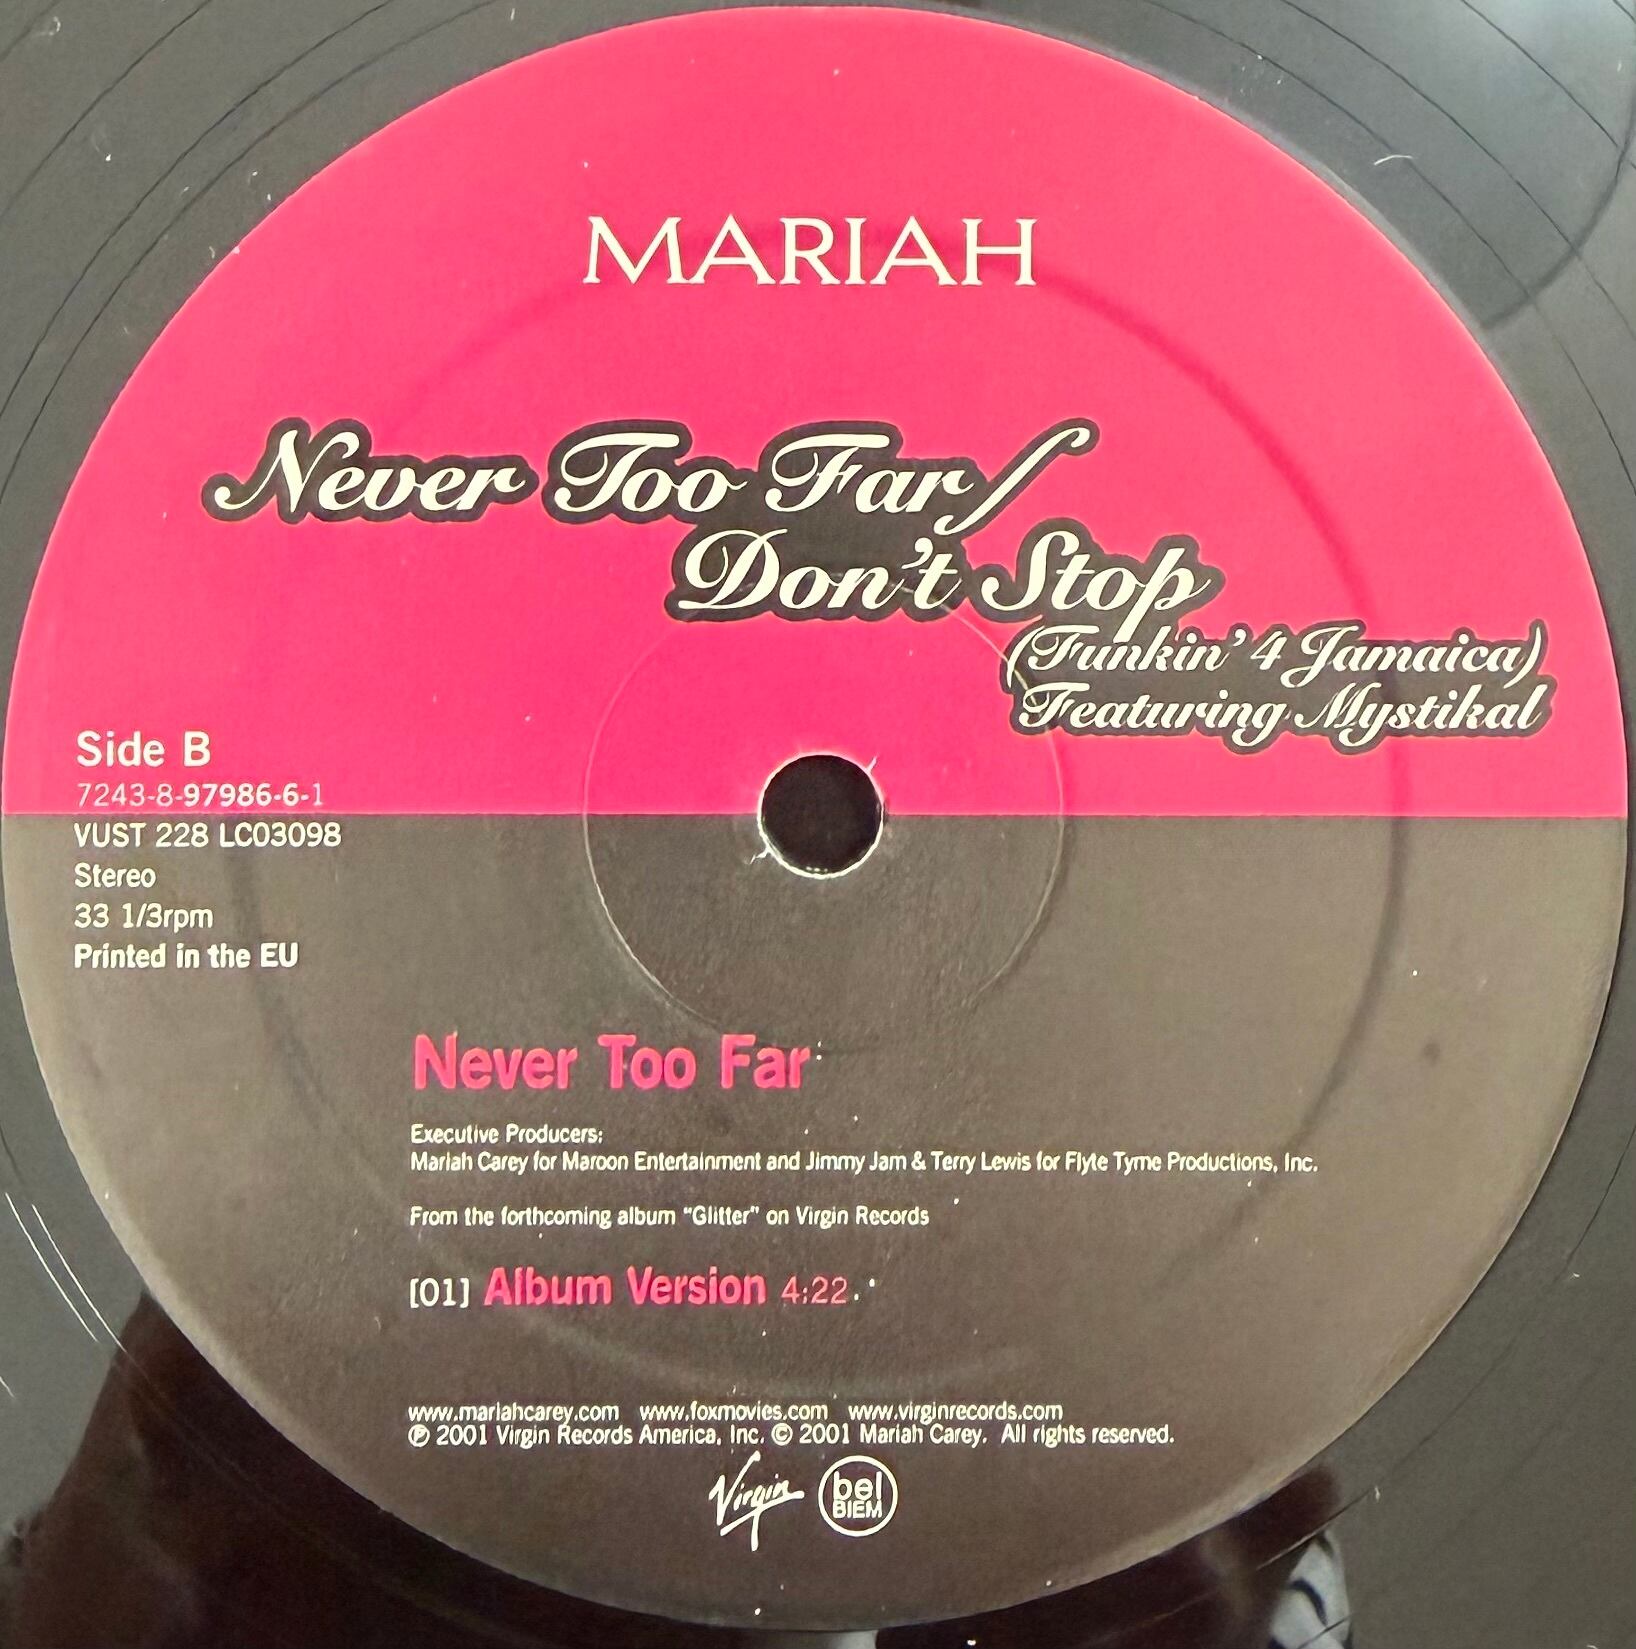 MARIAH
Never Too Far/
Don't Stop
(Funkin' 4 Jamaica)
Featuring Mystikal
Side B
7243-8-97986-6-1
VUST 228 LC03098
Stereo
33 1/3rpm
Printed in the EU
Never Too Far
Executive Producers:
Mariah Carey for Maroon Entertainment and Jimmy Jam & Terry Lewis for Flyte Tyme Productions, Inc.
From the forthcoming album "Glitter" on Virgin Records
[01] Album Version 4:22
www.mariahcarey.com www.foxmovies.com www.virginrecords.com
℗ 2001 Virgin Records America, Inc. © 2001 Mariah Carey. All rights reserved.
Virgin
bel
BIEM